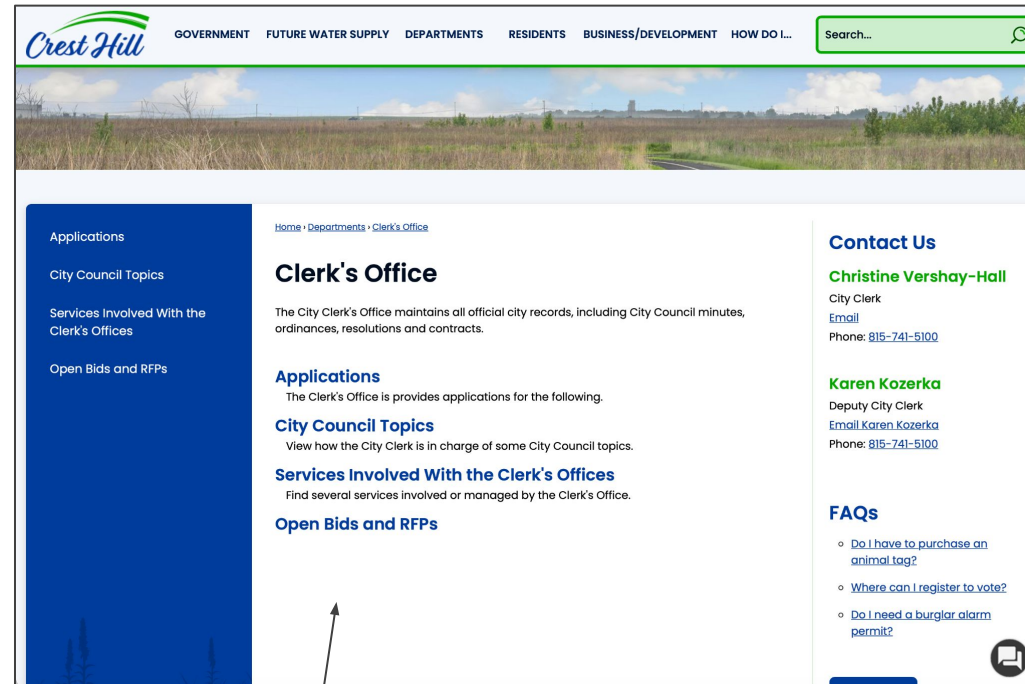 Crest Hill
GOVERNMENT FUTURE WATER SUPPLY DEPARTMENTS RESIDENTS BUSINESS/DEVELOPMENT HOW DO I...
Search...
Applications
City Council Topics
Services Involved With the
Clerk's Offices
Open Bids and RFPs
Home › Departments › Clerk's Office
Clerk's Office
The City Clerk's Office maintains all official city records, including City Council minutes,
ordinances, resolutions and contracts.
Applications
The Clerk's Office is provides applications for the following.
City Council Topics
View how the City Clerk is in charge of some City Council topics.
Services Involved With the Clerk's Offices
Find several services involved or managed by the Clerk's Office.
Open Bids and RFPs
Contact Us
Christine Vershay-Hall
City Clerk
Email
Phone: 815-741-5100
Karen Kozerka
Deputy City Clerk
Email Karen Kozerka
Phone: 815-741-5100
FAQs
Do I have to purchase an
animal tag?
Where can I register to vote?
Do I need a burglar alarm
permit?